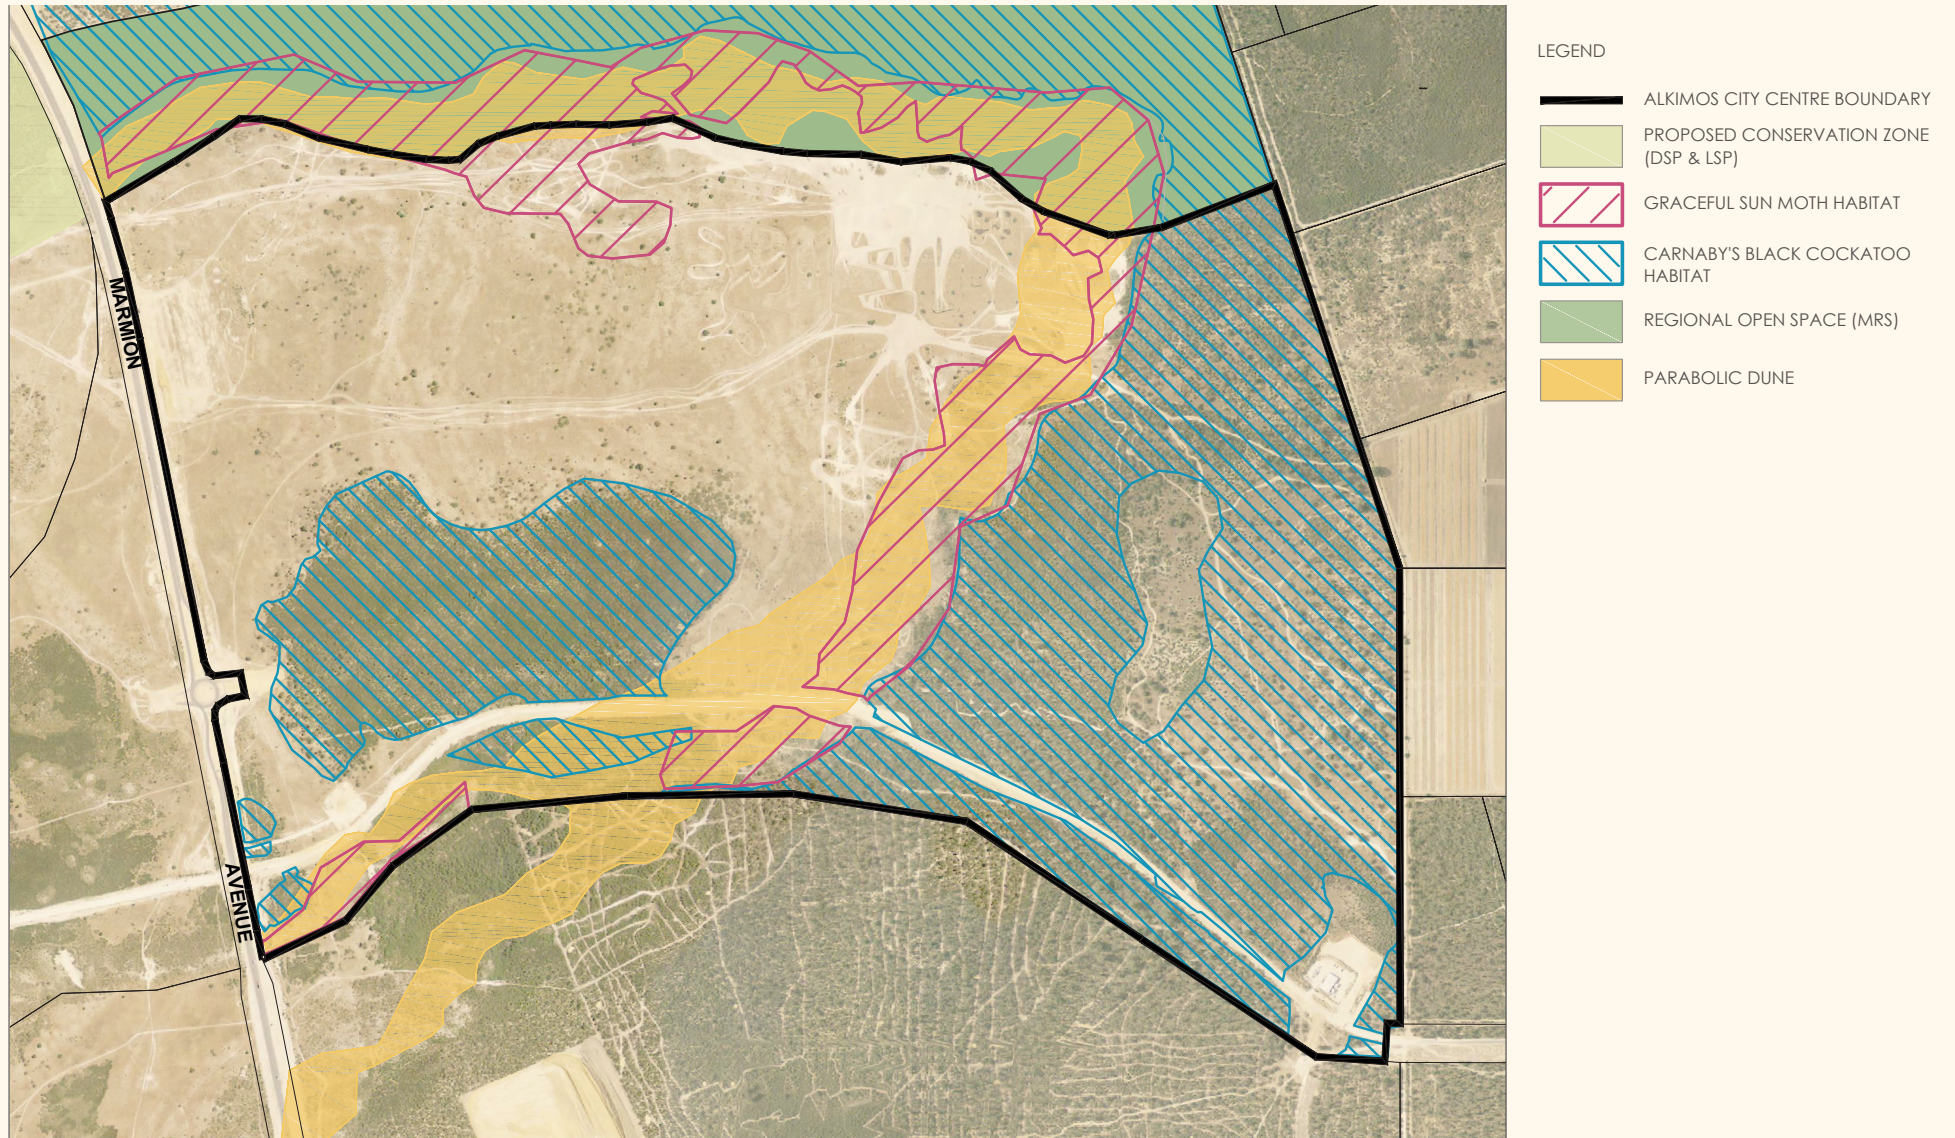 LEGEND
ALKIMOS CITY CENTRE BOUNDARY
PROPOSED CONSERVATION ZONE
(DSP & LSP)
GRACEFUL SUN MOTH HABITAT
CARNABY'S BLACK COCKATOO
HABITAT
REGIONAL OPEN SPACE (MRS)
PARABOLIC DUNE
MARMION
AVENUE